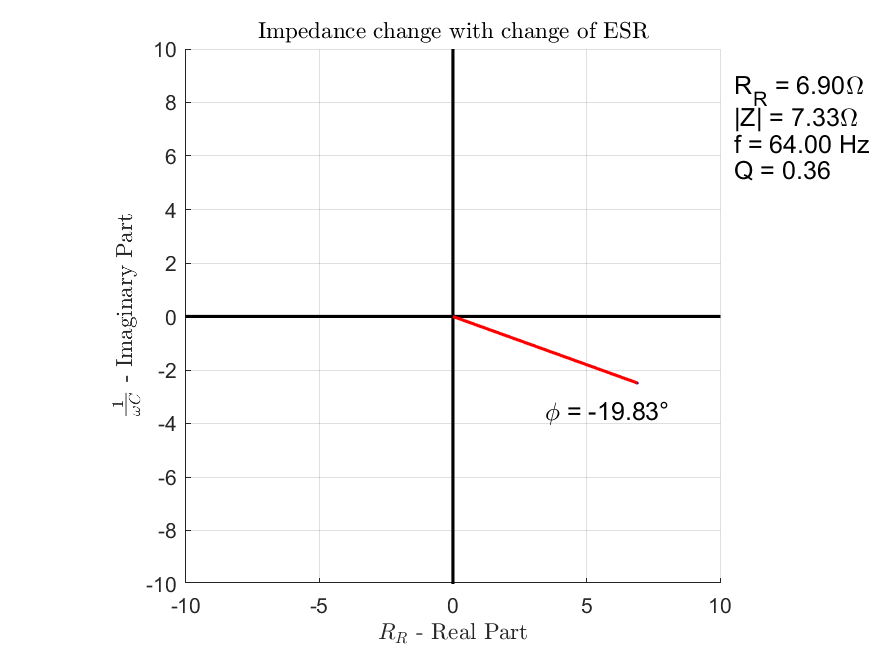 Impedance change with change of ESR
10
8
6
4
2
0
-2
-4
-6
-8
-10
-10 -5 0 5 10
R_R - Real Part
1/ωC - Imaginary Part
ϕ = -19.83°
R_R = 6.90Ω
|Z| = 7.33Ω
f = 64.00 Hz
Q = 0.36